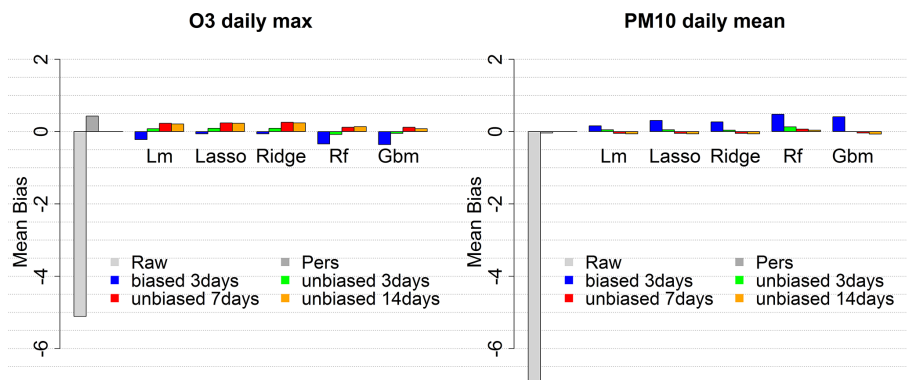 O3 daily max
2
0
-2
-4
-6
Mean Bias
Lm Lasso Ridge Rf Gbm
Raw Pers
biased 3days unbiased 3days
unbiased 7days unbiased 14days
PM10 daily mean
2
0
-2
-4
-6
Mean Bias
Lm Lasso Ridge Rf Gbm
Raw Pers
biased 3days unbiased 3days
unbiased 7days unbiased 14days